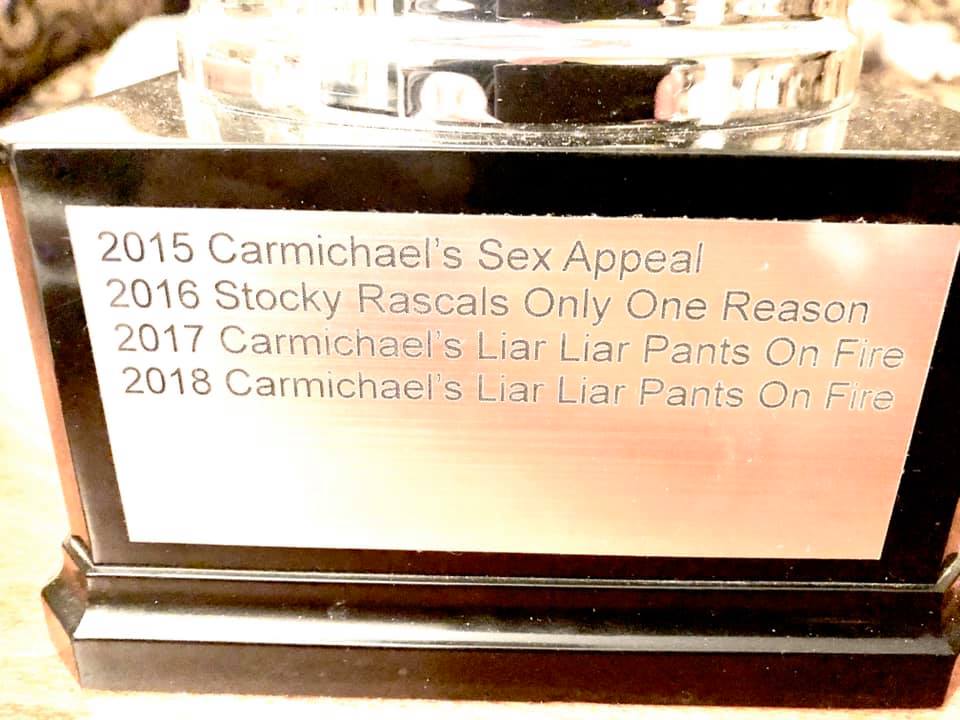 2015 Carmichael's Sex Appeal
2016 Stocky Rascals Only One Reason
2017 Carmichael's Liar Liar Pants On Fire
2018 Carmichael's Liar Liar Pants On Fire